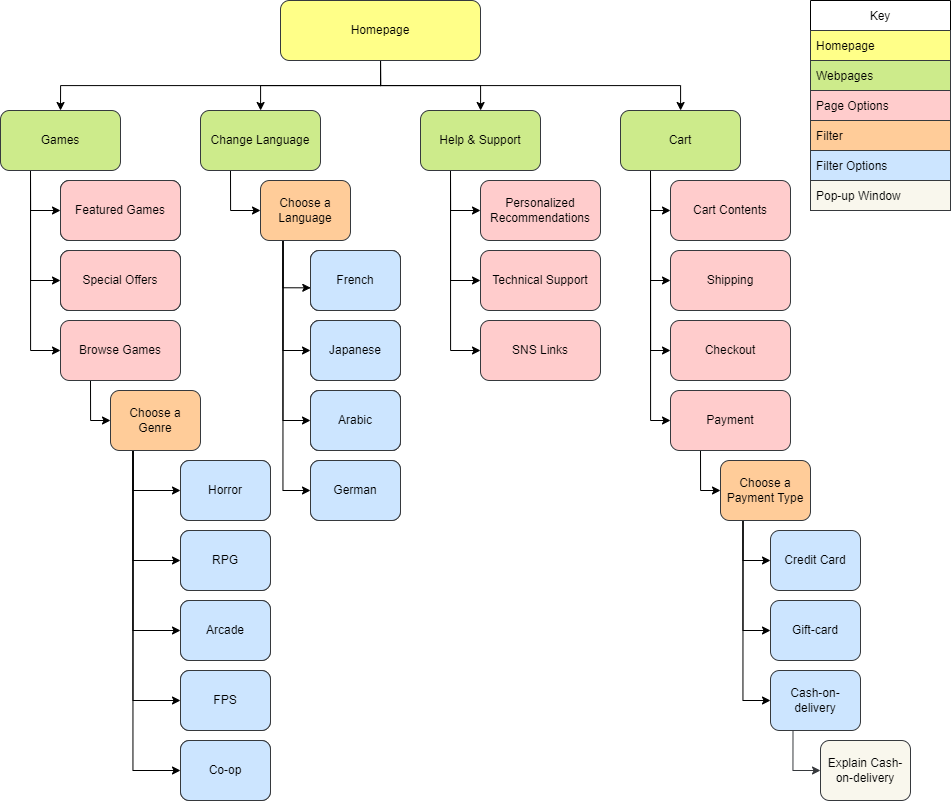 Homepage
Key
Homepage
Webpages
Page Options
Filter
Filter Options
Pop-up Window
Games
Featured Games
Special Offers
Browse Games
Choose a
Genre
Horror
RPG
Arcade
FPS
Co-op
Change Language
Choose a
Language
French
Japanese
Arabic
German
Help & Support
Personalized
Recommendations
Technical Support
SNS Links
Cart
Cart Contents
Shipping
Checkout
Payment
Choose a
Payment Type
Credit Card
Gift-card
Cash-on-
delivery
Explain Cash-
on-delivery